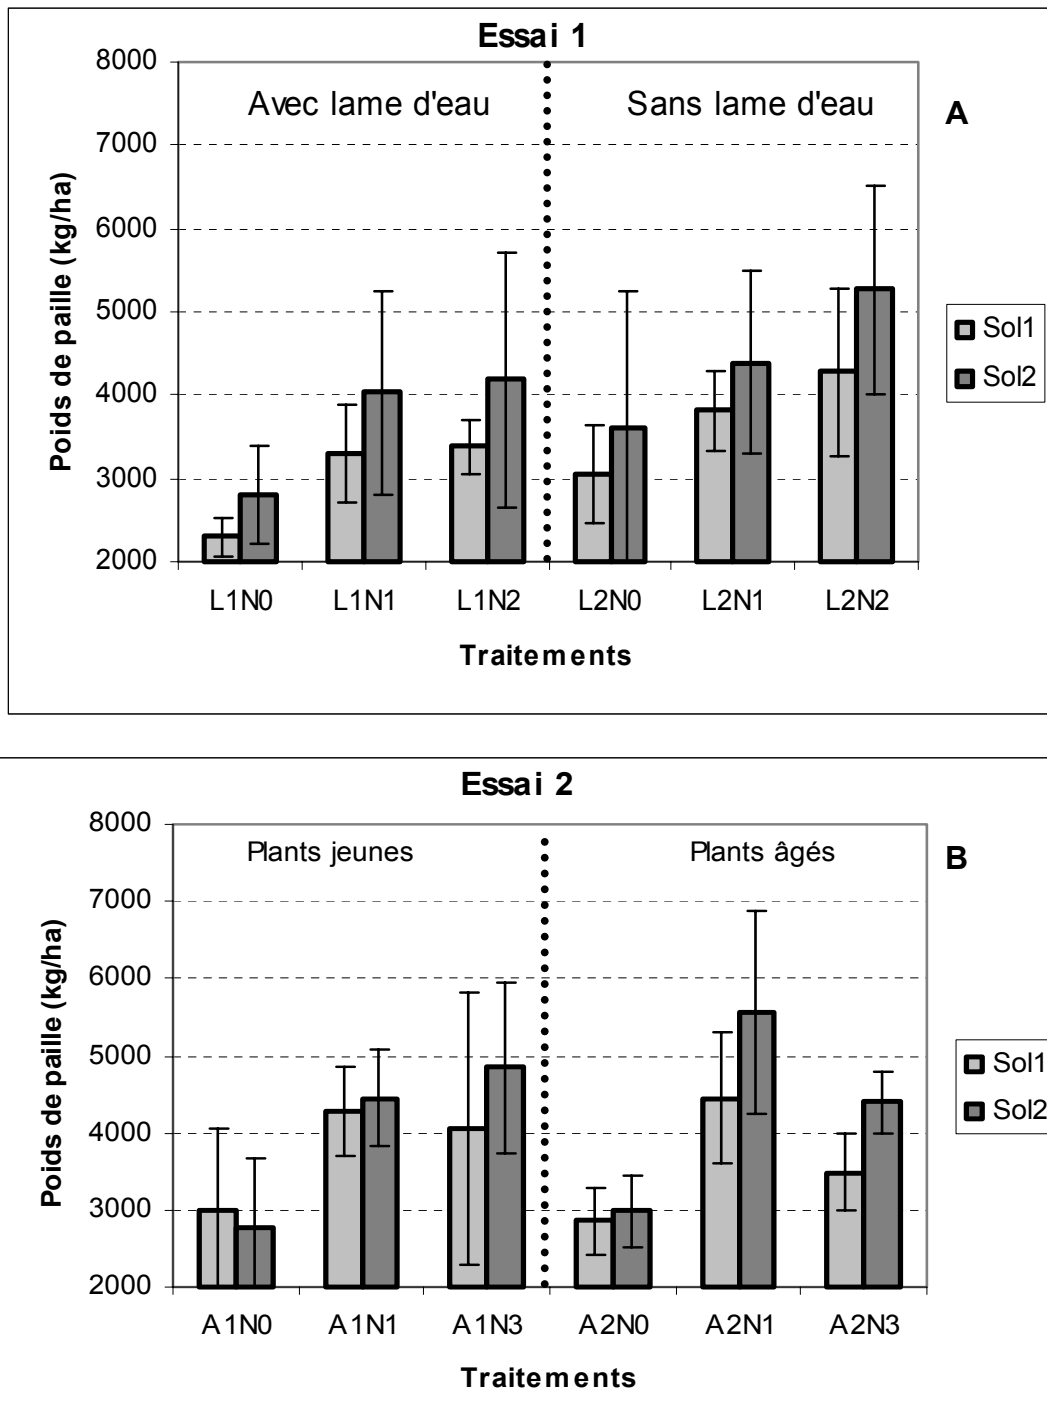 Essai 1
8000
7000
6000
5000
4000
3000
2000
Poids de paille (kg/ha)
Avec lame d'eau
Sans lame d'eau
A
Sol1
Sol2
L1N0 L1N1 L1N2 L2N0 L2N1 L2N2
Traitements
Essai 2
8000
7000
6000
5000
4000
3000
2000
Poids de paille (kg/ha)
Plants jeunes
Plants âgés
B
Sol1
Sol2
A1N0 A1N1 A1N3 A2N0 A2N1 A2N3
Traitements